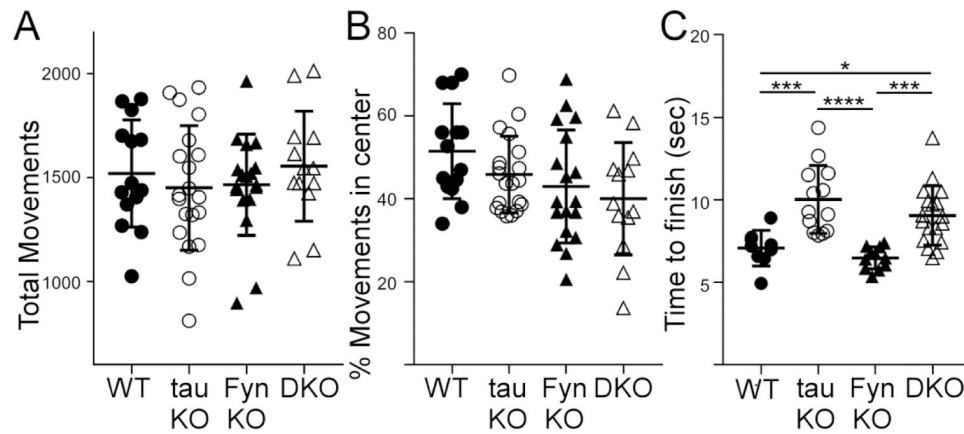 A
Total Movements
2000
1500
1000
WT
tau
KO
Fyn
KO
DKO
B
% Movements in center
80
60
40
20
WT
tau
KO
Fyn
KO
DKO
C
Time to finish (sec)
20
15
10
5
*
*** ***
****
WT
tau
KO
Fyn
KO
DKO